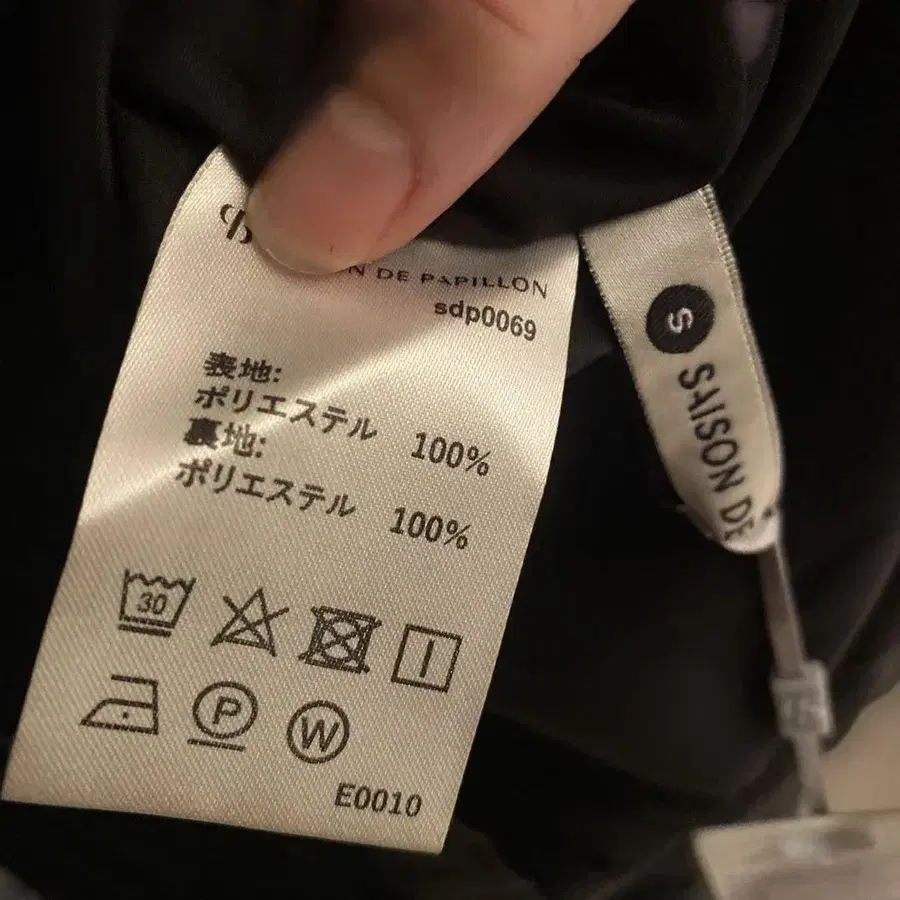 N DE PAPILLON
sdp0069
表地:
ポリエステル 100%
裏地:
ポリエステル 100%
30
P
W
E0010
S
SAISON DE